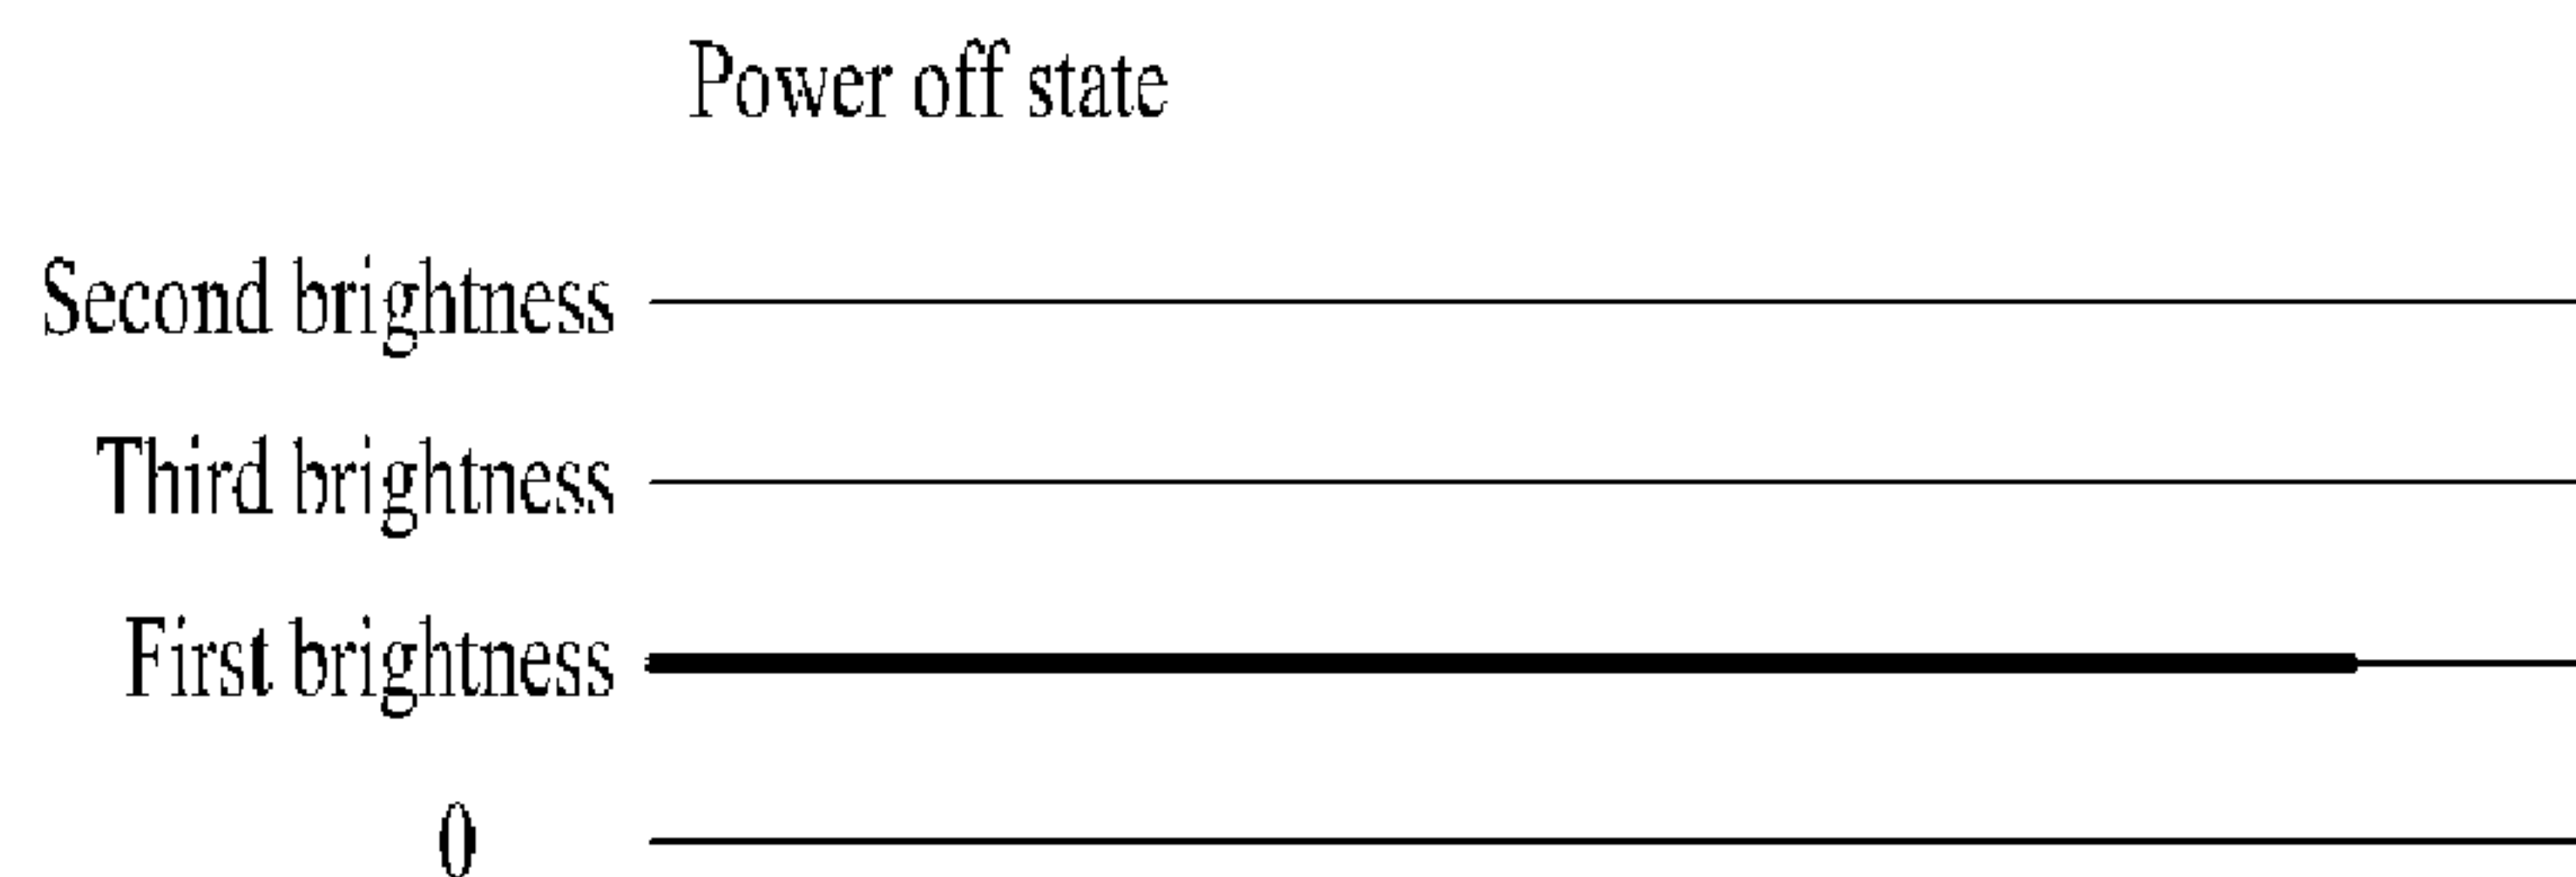 Power off state
Second brightness
Third brightness
First brightness
0